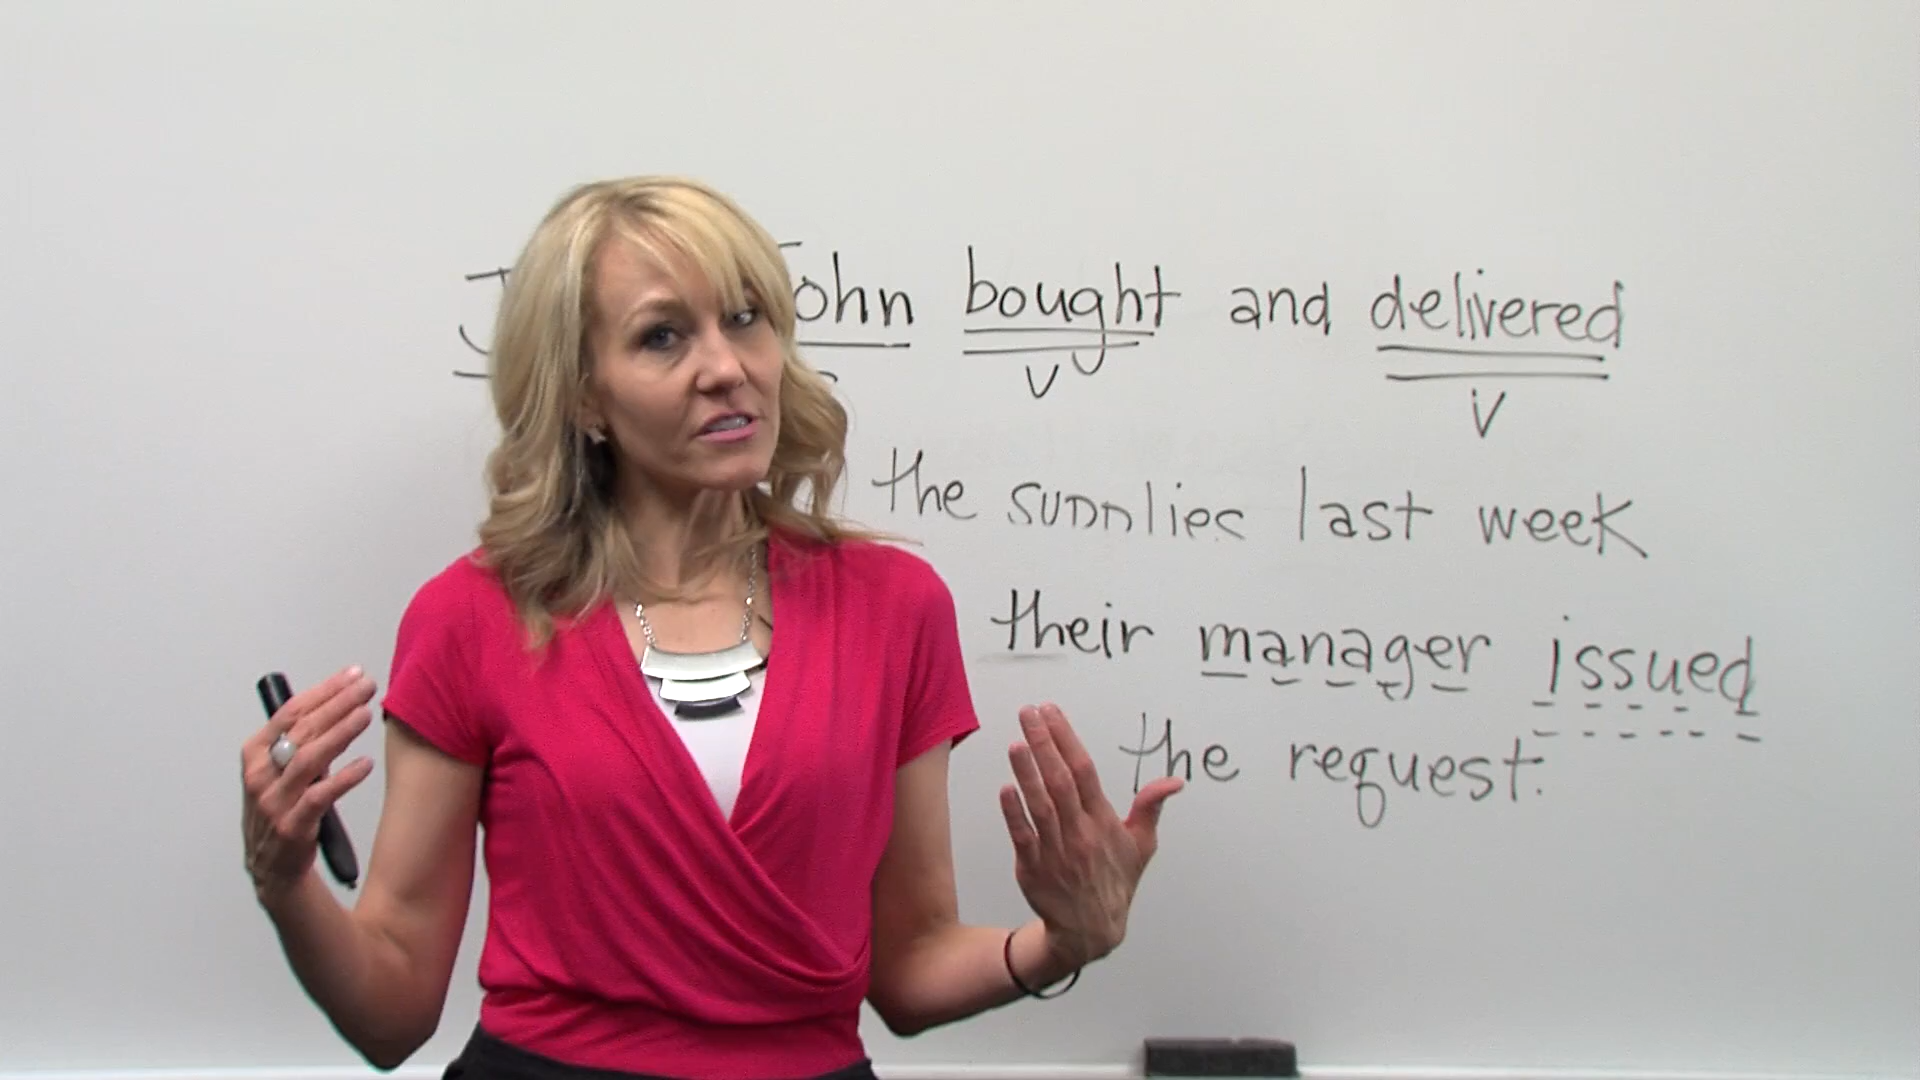 John bought and delivered
V V
the supplies last week
their manager issued
the request.